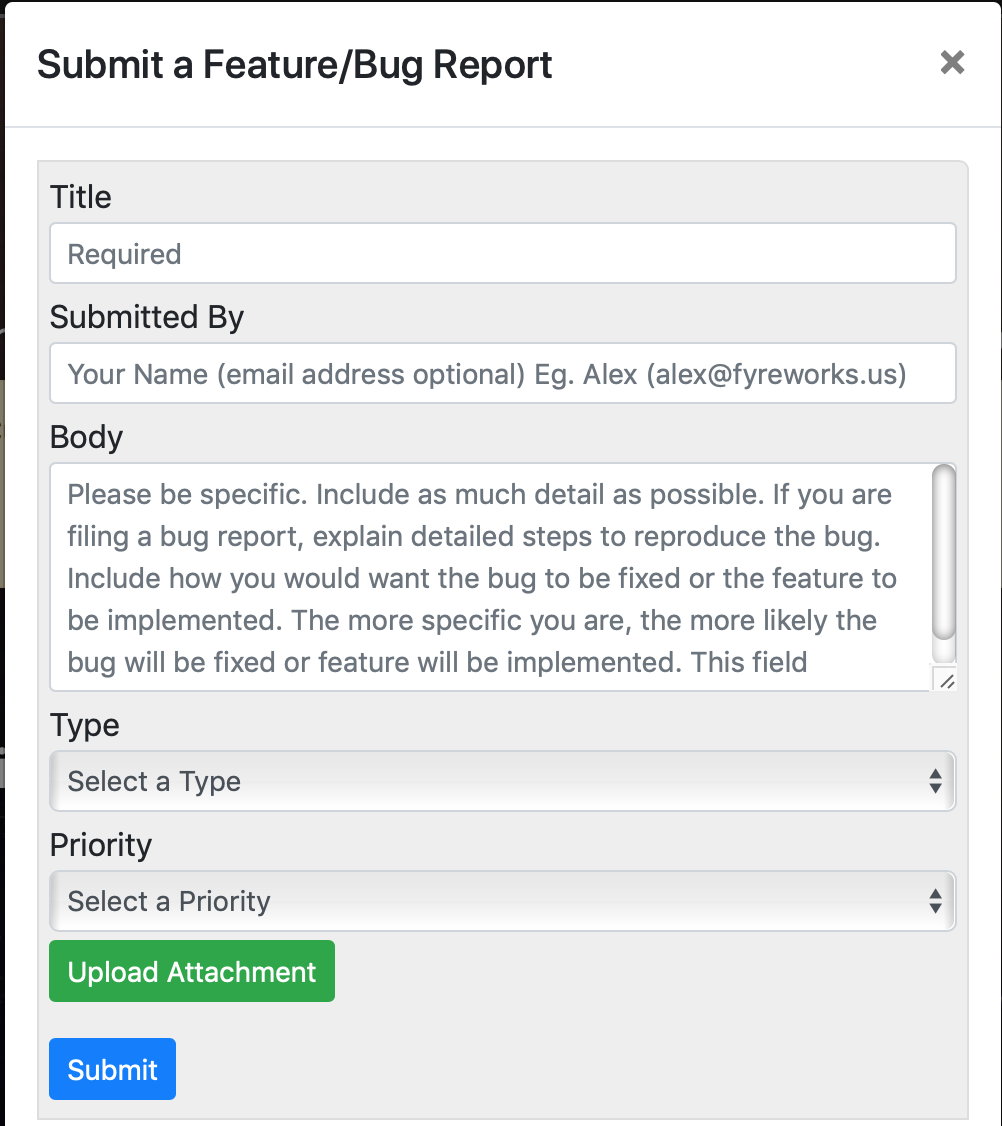 Submit a Feature/Bug Report
Title
Required
Submitted By
Your Name (email address optional) Eg. Alex (alex@fyreworks.us)
Body
Please be specific. Include as much detail as possible. If you are
filing a bug report, explain detailed steps to reproduce the bug.
Include how you would want the bug to be fixed or the feature to
be implemented. The more specific you are, the more likely the
bug will be fixed or feature will be implemented. This field
Type
Select a Type
Priority
Select a Priority
Upload Attachment
Submit